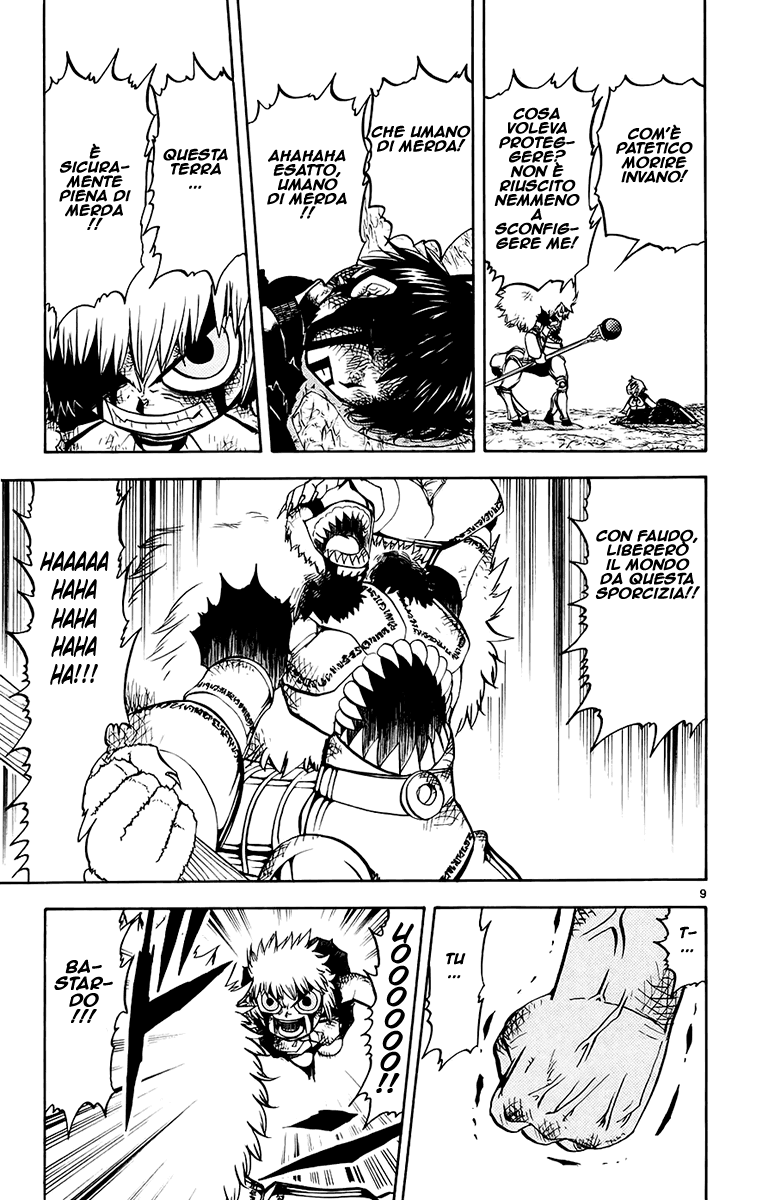 COM'È
PATETICO
MORIRE
INVANO!
COSA
VOLEVA
PROTEG-
GERE?
NON È
RIUSCITO
NEMMENO
A
SCONFIG-
GERE ME!
CHE UMANO
DI MERDA!
AHAHAHA
ESATTO,
UMANO
DI MERDA
!!
QUESTA
TERRA
...
È
SICURA-
MENTE
PIENA DI
MERDA
!!
CON FAUDO,
LIBERERÒ
IL MONDO
DA QUESTA
SPORCIZIA!!
HAAAAA
HAHA
HAHA
HAHA
HA!!!
9
T-
...
TU
...
UOOOOOO!!
BA-
STAR-
DO
!!!